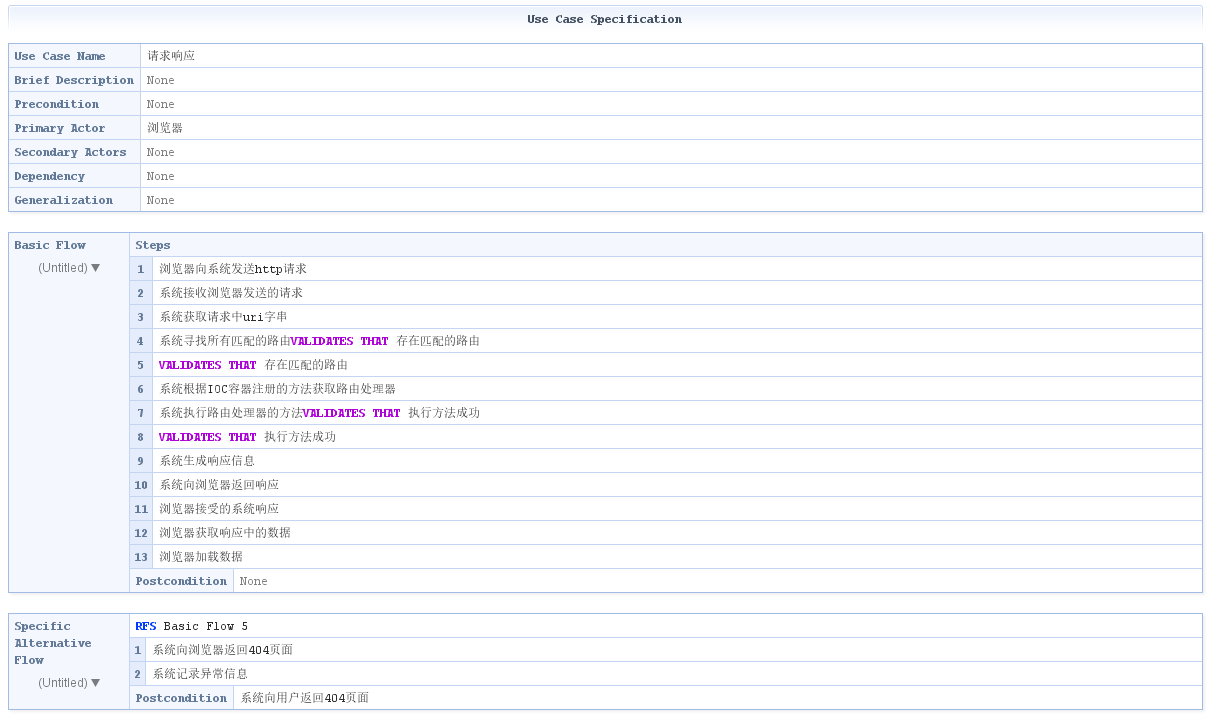 Use Case Specification
Use Case Name 请求响应
Brief Description None
Precondition None
Primary Actor 浏览器
Secondary Actors None
Dependency None
Generalization None
Basic Flow Steps
(Untitled) ▼
1 浏览器向系统发送http请求
2 系统接收浏览器发送的请求
3 系统获取请求中uri字串
4 系统寻找所有匹配的路由VALIDATES THAT 存在匹配的路由
5 VALIDATES THAT 存在匹配的路由
6 系统根据IOC容器注册的方法获取路由处理器
7 系统执行路由处理器的方法VALIDATES THAT 执行方法成功
8 VALIDATES THAT 执行方法成功
9 系统生成响应信息
10 系统向浏览器返回响应
11 浏览器接受的系统响应
12 浏览器获取响应中的数据
13 浏览器加载数据
Postcondition None
Specific
Alternative
Flow
(Untitled) ▼
RFS Basic Flow 5
1 系统向浏览器返回404页面
2 系统记录异常信息
Postcondition 系统向用户返回404页面